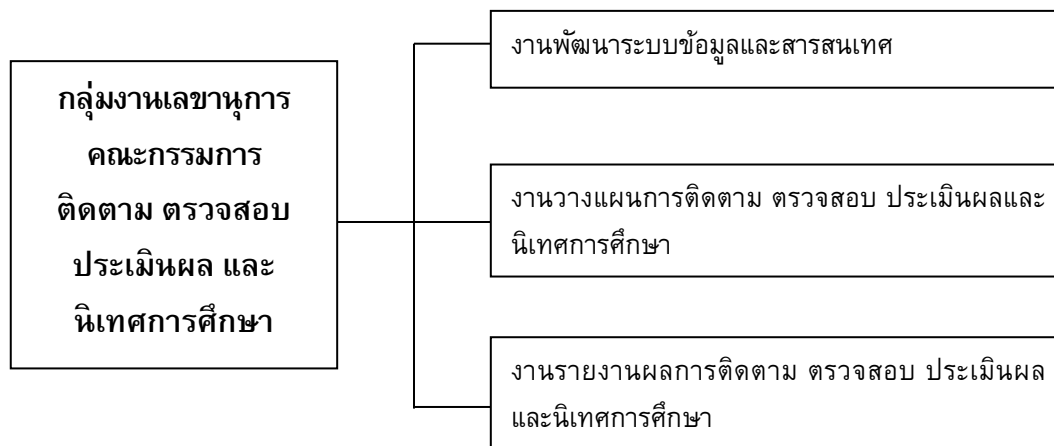 กลุ่มงานเลขานุการ
คณะกรรมการ
ติดตาม ตรวจสอบ
ประเมินผล และ
นิเทศการศึกษา
งานพัฒนาระบบข้อมูลและสารสนเทศ
งานวางแผนการติดตาม ตรวจสอบ ประเมินผลและ
นิเทศการศึกษา
งานรายงานผลการติดตาม ตรวจสอบ ประเมินผล
และนิเทศการศึกษา